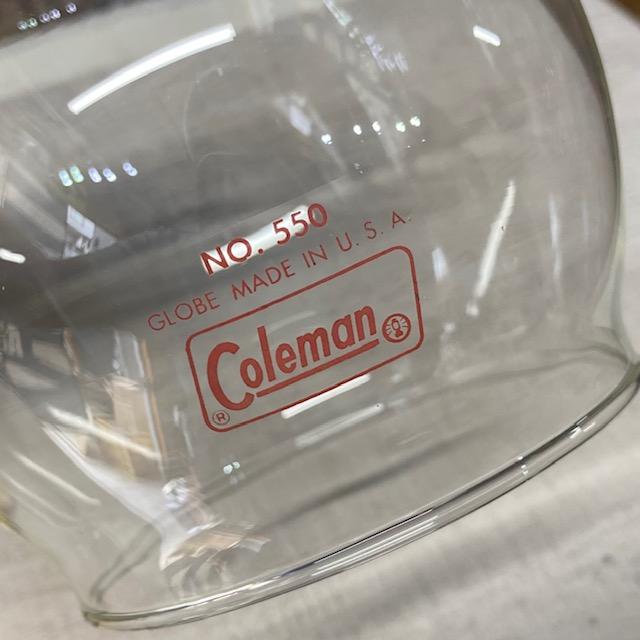 NO. 550
GLOBE MADE IN U. S. A.
Coleman
®